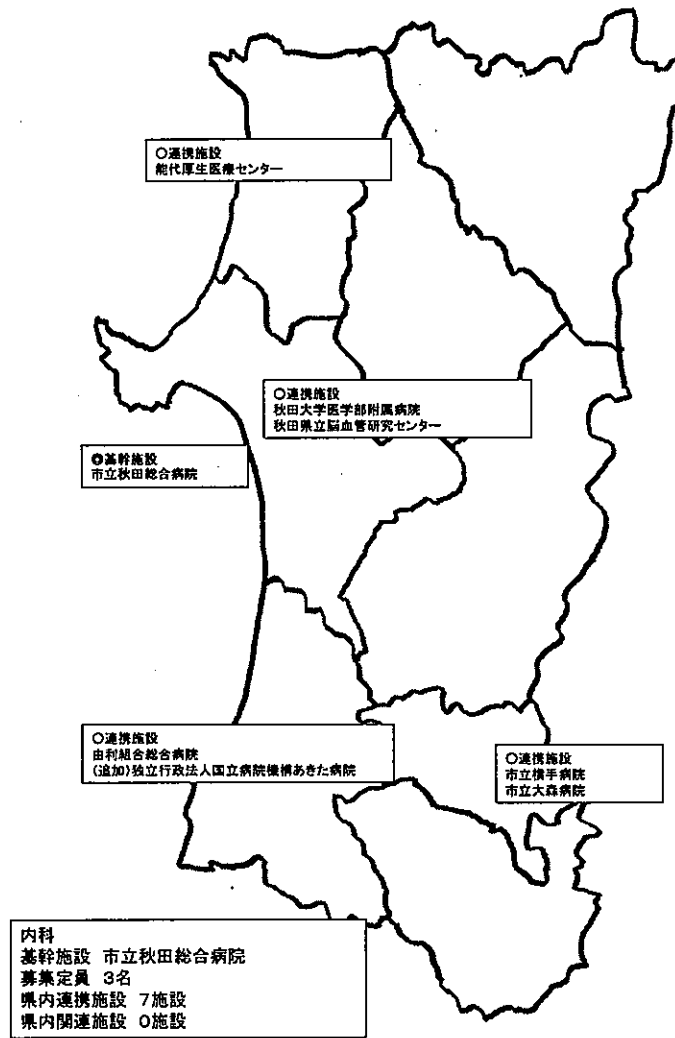 ○連携施設
能代厚生医療センター
○連携施設
秋田大学医学部附属病院
秋田県立脳血管研究センター
◎基幹施設
市立秋田総合病院
○連携施設
由利組合総合病院
(追加)独立行政法人国立病院機構あきた病院
○連携施設
市立横手病院
市立大森病院
内科
基幹施設 市立秋田総合病院
募集定員 3名
県内連携施設 7施設
県内関連施設 0施設